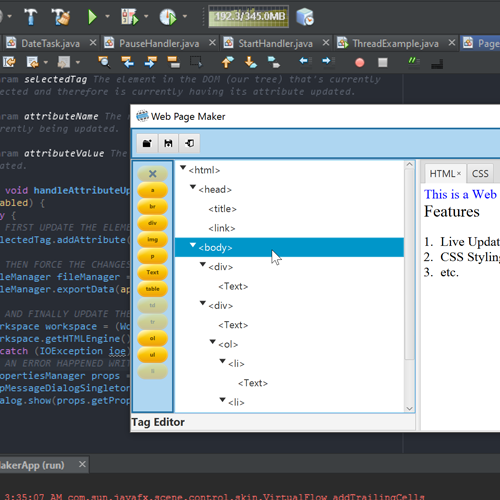 192.3/345.0MB
DateTask.java
PauseHandler.java
StartHandler.java
ThreadExample.java
Page
selectedTag The element in the DOM (our tree) that's currently
ected and therefore is currently having its attribute updated.
ram attributeName The
rently being updated.
ram attributeValue The
ated.
void handleAttributeUp
abled) {
y {
FIRST UPDATE THE ELEME
lectedTag.addAttribute(
THEN FORCE THE CHANGES
leManager fileManager =
leManager.exportData(ap
AND FINALLY UPDATE THE
rkspace workspace = (Wo
rkspace.getHTMLEngine()
catch (IOException ioe)
AN ERROR HAPPENED WRIT
opertiesManager props =
pMessageDialogSingleton
alog.show(props.getProp
Web Page Maker
a
br
div
img
p
Text
table
td
tr
ol
ul
li
<html>
<head>
<title>
<link>
<body>
<div>
<Text>
<div>
<Text>
<ol>
<li>
<Text>
<li>
Tag Editor
HTML
CSS
This is a Web
Features
1. Live Updat
2. CSS Styling
3. etc.
MakerApp (run)
3:35:07 AM com.sun.javafx.scene.control.skin.VirtualFlow addTrailingCells